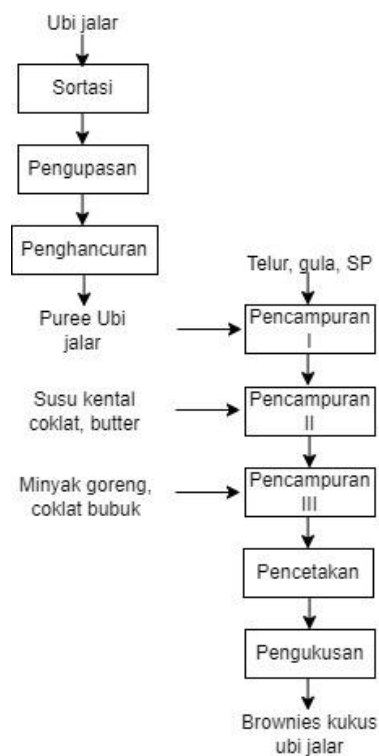 Ubi jalar
Sortasi
Pengupasan
Penghancuran
Puree Ubi
jalar
Telur, gula, SP
Pencampuran
I
Susu kental
coklat, butter
Pencampuran
II
Minyak goreng,
coklat bubuk
Pencampuran
III
Pencetakan
Pengukusan
Brownies kukus
ubi jalar